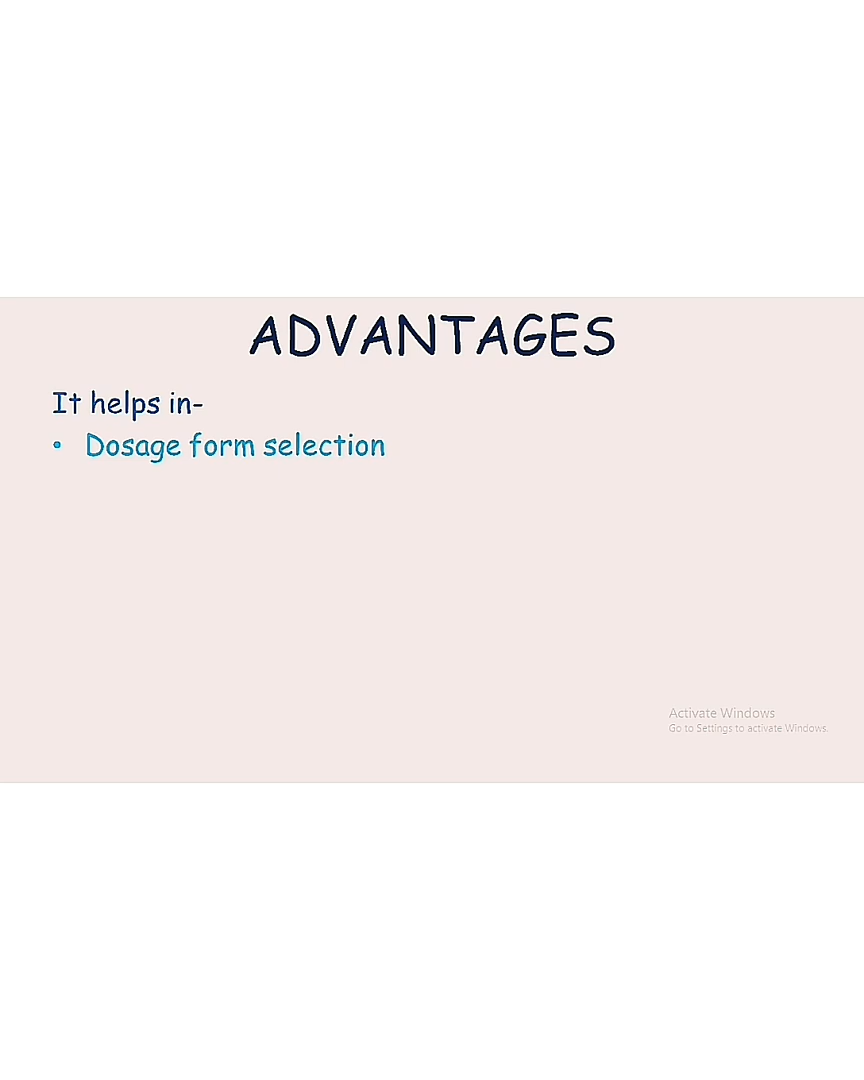 ADVANTAGES
It helps in-
• Dosage form selection
Activate Windows
Go to Settings to activate Windows.